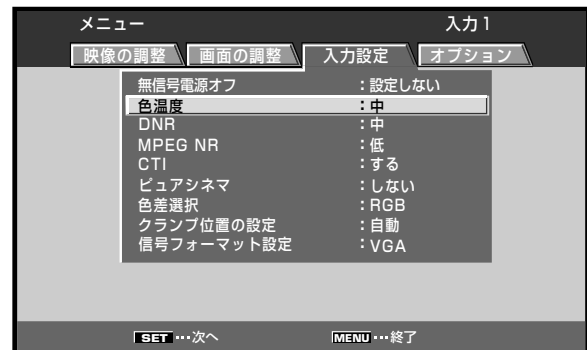 メニュー 入力1
映像の調整 画面の調整 入力設定 オプション
無信号電源オフ :設定しない
色温度 :中
DNR :中
MPEG NR :低
CTI :する
ピュアシネマ :しない
色差選択 :RGB
クランプ位置の設定 :自動
信号フォーマット設定 :VGA
SET…次へ MENU…終了